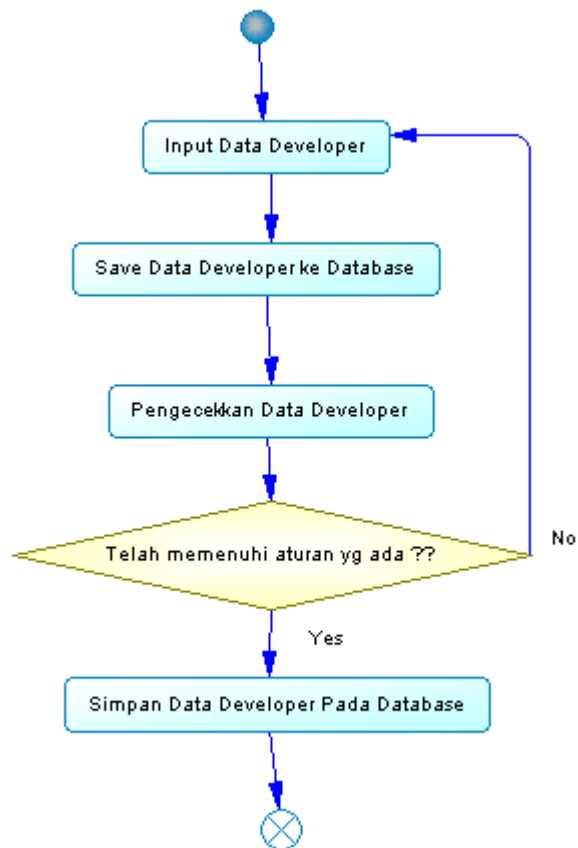 Input Data Developer
Save Data Developer ke Database
Pengecekkan Data Developer
Telah memenuhi aturan yg ada ??
No
Yes
Simpan Data Developer Pada Database